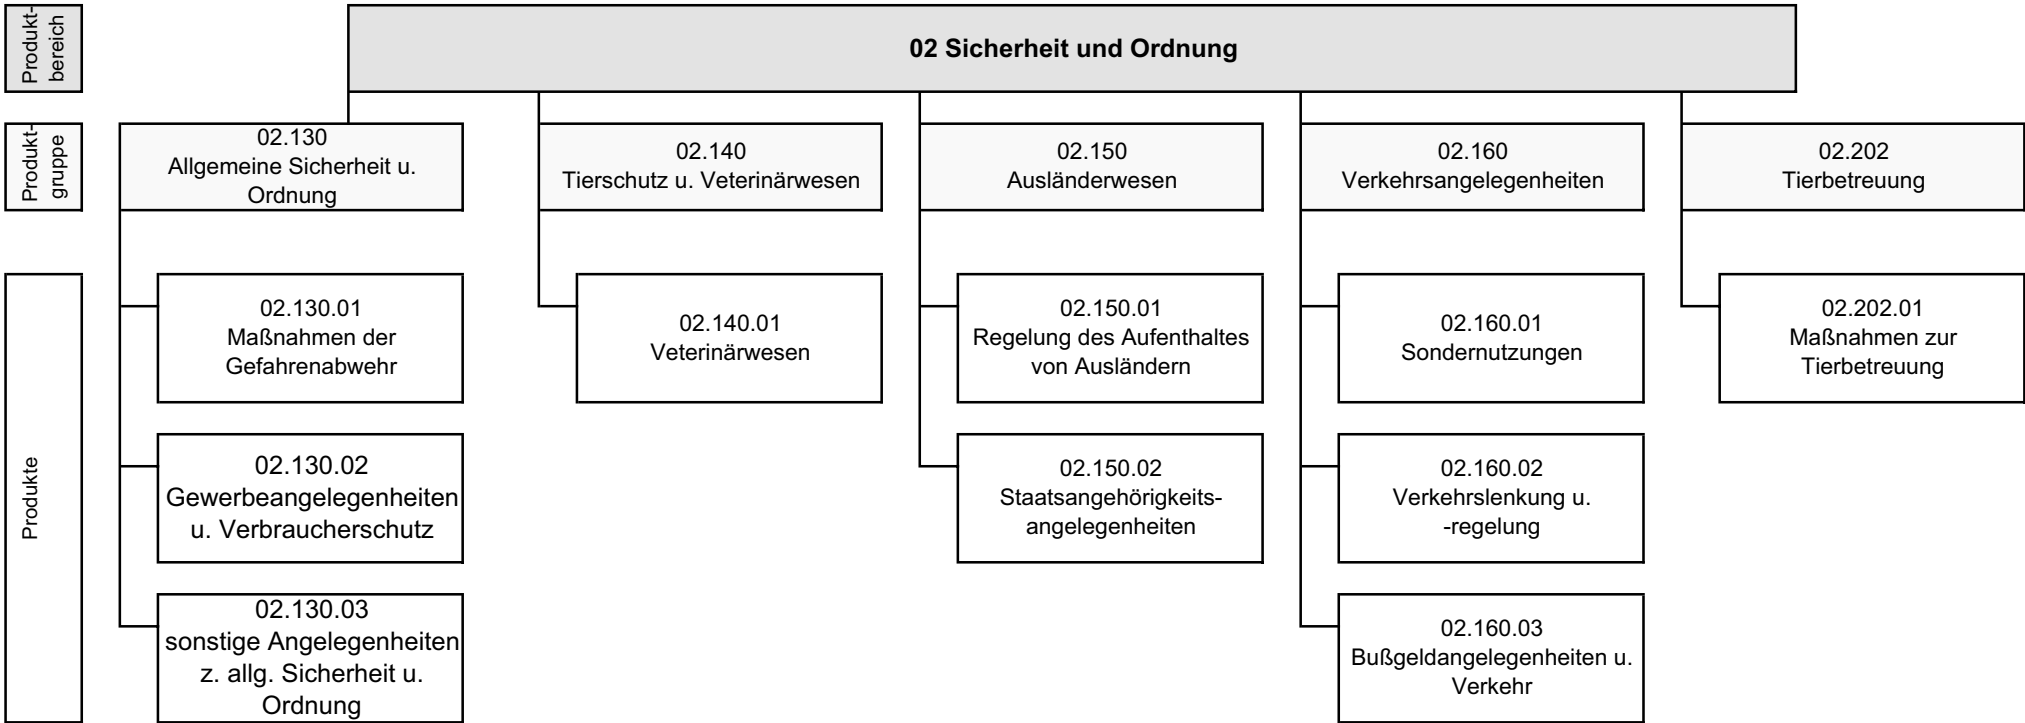 Produkt-
bereich
02 Sicherheit und Ordnung
Produkt-
gruppe
02.130
Allgemeine Sicherheit u.
Ordnung
02.140
Tierschutz u. Veterinärwesen
02.150
Ausländerwesen
02.160
Verkehrsangelegenheiten
02.202
Tierbetreuung
Produkte
02.130.01
Maßnahmen der
Gefahrenabwehr
02.140.01
Veterinärwesen
02.150.01
Regelung des Aufenthaltes
von Ausländern
02.160.01
Sondernutzungen
02.202.01
Maßnahmen zur
Tierbetreuung
02.130.02
Gewerbeangelegenheiten
u. Verbraucherschutz
02.150.02
Staatsangehörigkeits-
angelegenheiten
02.160.02
Verkehrslenkung u.
-regelung
02.130.03
sonstige Angelegenheiten
z. allg. Sicherheit u.
Ordnung
02.160.03
Bußgeldangelegenheiten u.
Verkehr